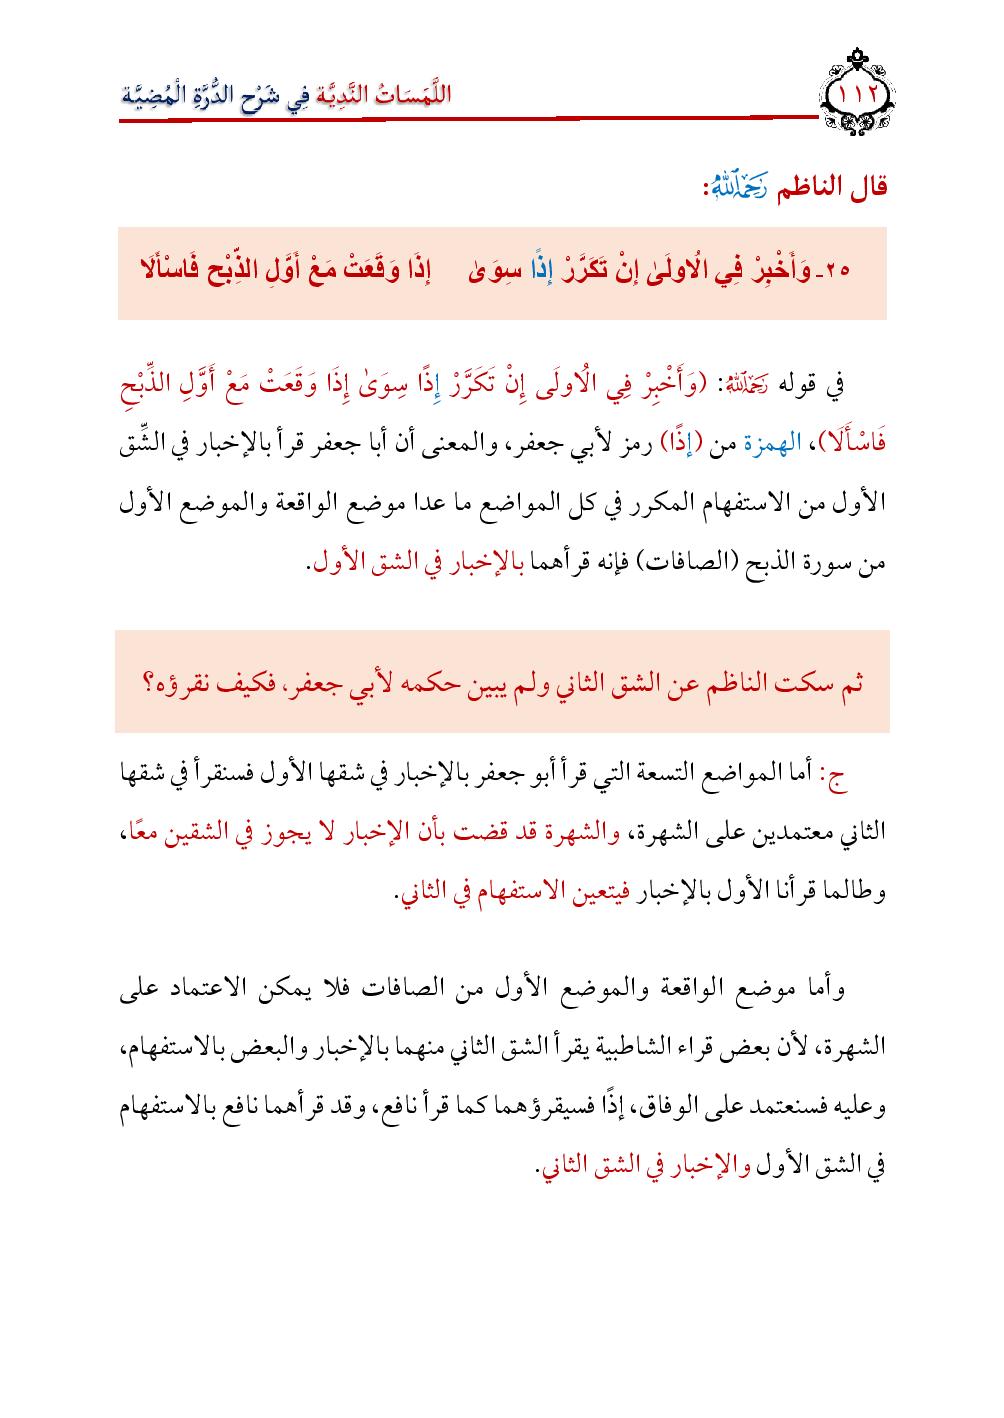 اللَّمَسَاتُ النَّدِيَّة فِي شَرْح الدُّرَّةِ الْمُضِيَّة
١١٢
قال الناظم رَحِمَهُ ٱللَّهُ:
٢٥ـ وَأَخْبِرْ فِي الُاولَىٰ إِنْ تَكَرَّرْ إِذًا سِوَىٰ إِذَا وَقَعَتْ مَعْ أَوَّلِ الذِّبْحِ فَاسْأَلَا
في قوله رَحِمَهُ ٱللَّهُ: (وَأَخْبِرْ فِي الُاولَى إِنْ تَكَرَّرْ إِذًا سِوَىٰ إِذَا وَقَعَتْ مَعْ أَوَّلِ الذِّبْحِ
فَاسْأَلَا)، الهمزة من (إذًا) رمز لأبي جعفر، والمعنى أن أبا جعفر قرأ بالإخبار في الشِّق
الأول من الاستفهام المكرر في كل المواضع ما عدا موضع الواقعة والموضع الأول
من سورة الذبح (الصافات) فإنه قرأهما بالإخبار في الشق الأول.
ثم سكت الناظم عن الشق الثاني ولم يبين حكمه لأبي جعفر، فكيف نقرؤه؟
ج: أما المواضع التسعة التي قرأ أبو جعفر بالإخبار في شقها الأول فسنقرأ في شقها
الثاني معتمدين على الشهرة، والشهرة قد قضت بأن الإخبار لا يجوز في الشقين معًا،
وطالما قرأنا الأول بالإخبار فيتعين الاستفهام في الثاني.
وأما موضع الواقعة والموضع الأول من الصافات فلا يمكن الاعتماد على
الشهرة، لأن بعض قراء الشاطبية يقرأ الشق الثاني منهما بالإخبار والبعض بالاستفهام،
وعليه فسنعتمد على الوفاق، إذًا فسيقرؤهما كما قرأ نافع، وقد قرأهما نافع بالاستفهام
في الشق الأول والإخبار في الشق الثاني.